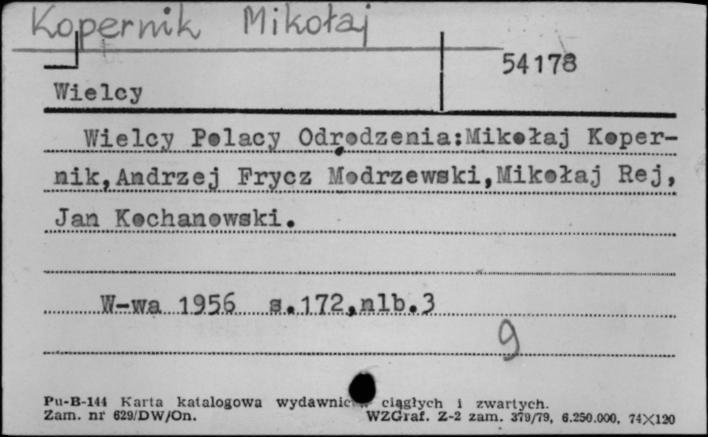 Kopernik Mikołaj
54178
Wielcy
Wielcy Polacy Odrodzenia:Mikołaj Koper-
nik,Andrzej Frycz Modrzewski,Mikołaj Rej,
Jan Kochanowski.
W-wa 1956 s.172,nlb.3
9
Pu-B-144 Karta katalogowa wydawnic ciągłych i zwartych.
Zam. nr 629/DW/On. WZGraf. Z-2 zam. 379/79, 6.250.000, 74X120